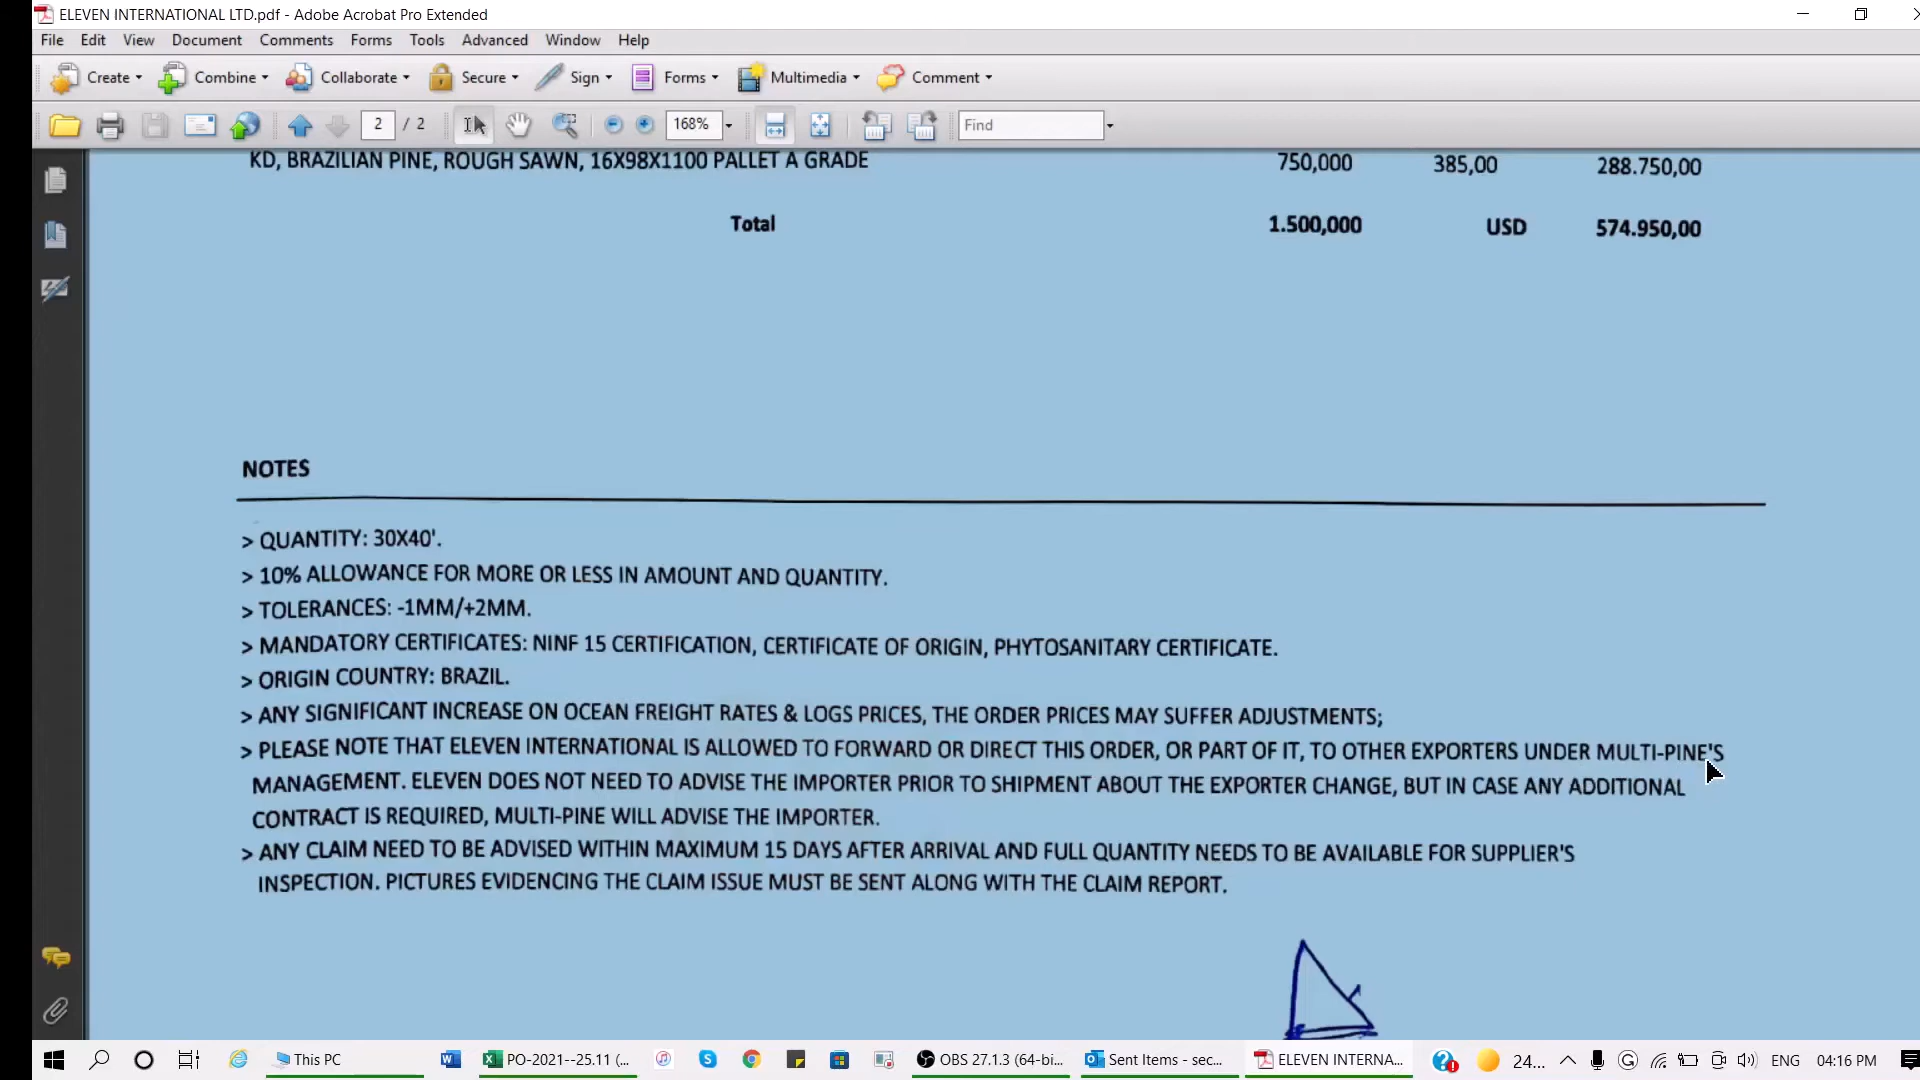 ELEVEN INTERNATIONAL LTD.pdf - Adobe Acrobat Pro Extended
File Edit View Document Comments Forms Tools Advanced Window Help
Create Combine Collaborate Secure Sign Forms Multimedia Comment
2 / 2 168% Find
KD, BRAZILIAN PINE, ROUGH SAWN, 16X98X1100 PALLET A GRADE 750,000 385,00 288.750,00
Total 1.500,000 USD 574.950,00
NOTES
> QUANTITY: 30X40'.
> 10% ALLOWANCE FOR MORE OR LESS IN AMOUNT AND QUANTITY.
> TOLERANCES: -1MM/+2MM.
> MANDATORY CERTIFICATES: NINF 15 CERTIFICATION, CERTIFICATE OF ORIGIN, PHYTOSANITARY CERTIFICATE.
> ORIGIN COUNTRY: BRAZIL.
> ANY SIGNIFICANT INCREASE ON OCEAN FREIGHT RATES & LOGS PRICES, THE ORDER PRICES MAY SUFFER ADJUSTMENTS;
> PLEASE NOTE THAT ELEVEN INTERNATIONAL IS ALLOWED TO FORWARD OR DIRECT THIS ORDER, OR PART OF IT, TO OTHER EXPORTERS UNDER MULTI-PINE'S
MANAGEMENT. ELEVEN DOES NOT NEED TO ADVISE THE IMPORTER PRIOR TO SHIPMENT ABOUT THE EXPORTER CHANGE, BUT IN CASE ANY ADDITIONAL
CONTRACT IS REQUIRED, MULTI-PINE WILL ADVISE THE IMPORTER.
> ANY CLAIM NEED TO BE ADVISED WITHIN MAXIMUM 15 DAYS AFTER ARRIVAL AND FULL QUANTITY NEEDS TO BE AVAILABLE FOR SUPPLIER'S
INSPECTION. PICTURES EVIDENCING THE CLAIM ISSUE MUST BE SENT ALONG WITH THE CLAIM REPORT.
This PC PO-2021--25.11 (... OBS 27.1.3 (64-bi... Sent Items - sec... ELEVEN INTERNA... 24... ENG 04:16 PM